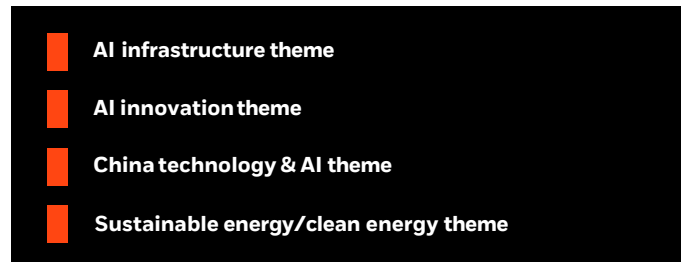 AI infrastructure theme
AI innovation theme
China technology & AI theme
Sustainable energy/clean energy theme